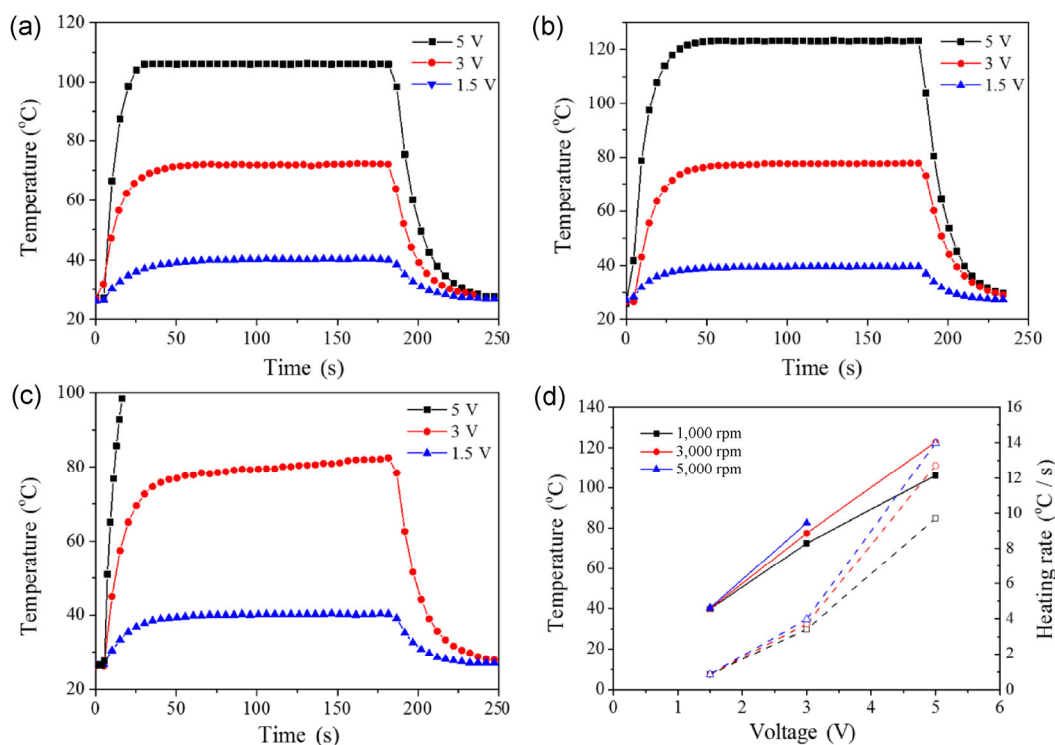 (a)
120
100
80
60
40
20
Temperature (°C)
5 V
3 V
1.5 V
0 50 100 150 200 250
Time (s)
(b)
120
100
80
60
40
20
Temperature (°C)
5 V
3 V
1.5 V
0 50 100 150 200 250
Time (s)
(c)
100
80
60
40
20
Temperature (°C)
5 V
3 V
1.5 V
0 50 100 150 200 250
Time (s)
(d)
140
120
100
80
60
40
20
0
Temperature (°C)
1,000 rpm
3,000 rpm
5,000 rpm
16
14
12
10
8
6
4
2
0
Heating rate (°C / s)
0 1 2 3 4 5 6
Voltage (V)